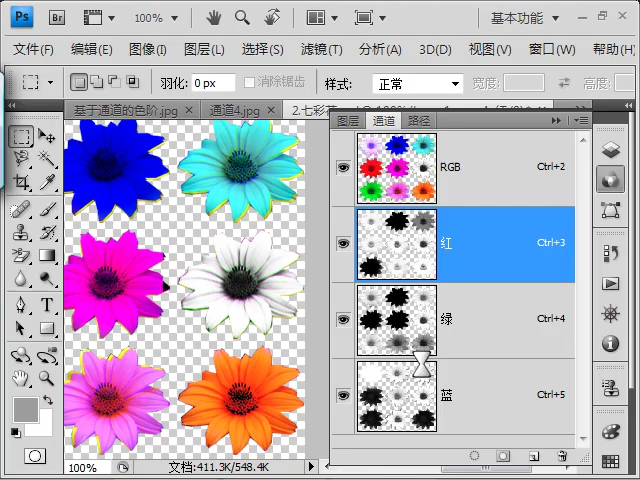 Ps Br 100% 基本功能
文件(F) 编辑(E) 图像(I) 图层(L) 选择(S) 滤镜(T) 分析(A) 3D(D) 视图(V) 窗口(W) 帮助(H)
羽化: 0 px 消除锯齿 样式: 正常 宽度: 高度:
基于通道的色阶.jpg × 通道4.jpg × 2.七彩花
图层 通道 路径
RGB Ctrl+2
红 Ctrl+3
绿 Ctrl+4
蓝 Ctrl+5
T
100% 文档:411.3K/548.4K